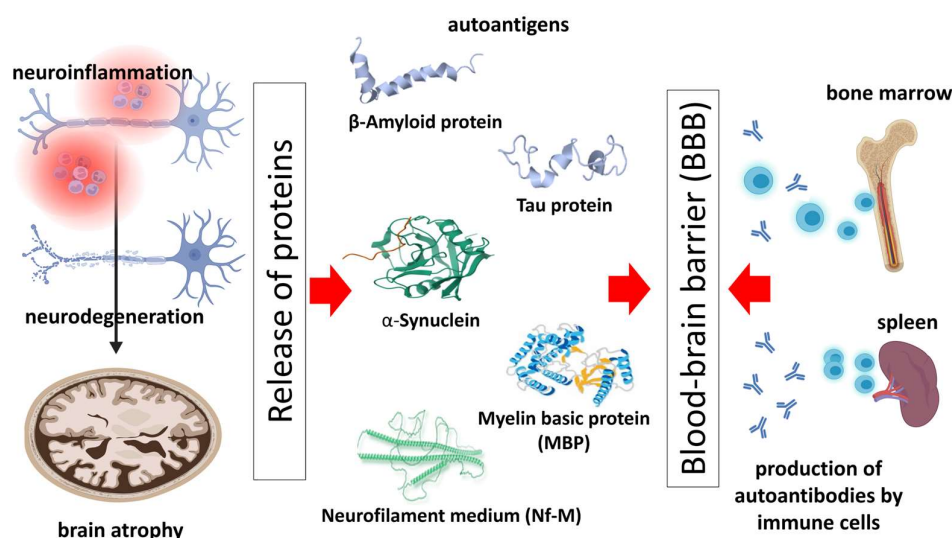 autoantigens
neuroinflammation
neurodegeneration
brain atrophy
Release of proteins
β-Amyloid protein
Tau protein
α-Synuclein
Myelin basic protein
(MBP)
Neurofilament medium (Nf-M)
Blood-brain barrier (BBB)
bone marrow
spleen
production of
autoantibodies by
immune cells